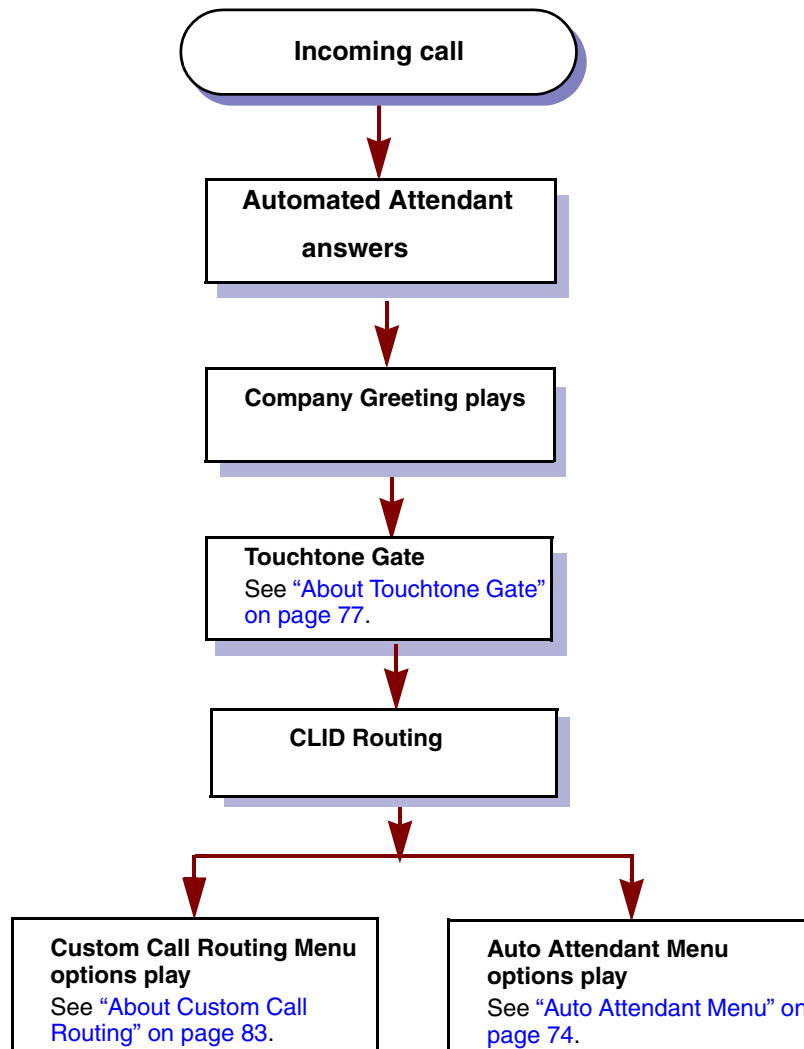 Incoming call
Automated Attendant
answers
Company Greeting plays
Touchtone Gate
See “About Touchtone Gate”
on page 77.
CLID Routing
Custom Call Routing Menu
options play
See “About Custom Call
Routing” on page 83.
Auto Attendant Menu
options play
See “Auto Attendant Menu” on
page 74.